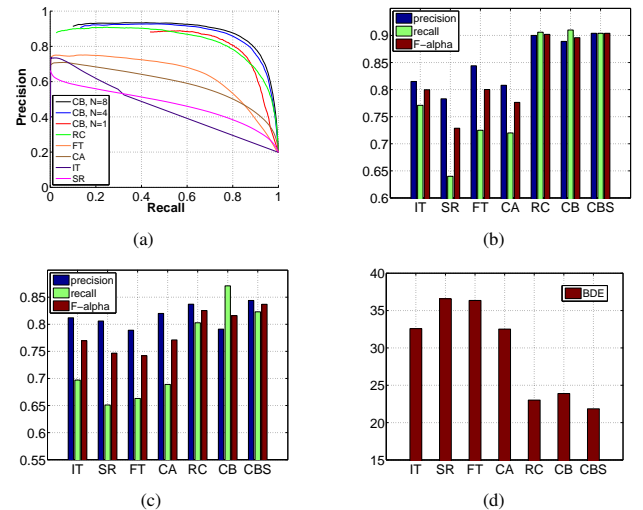 1
0.8
0.6
0.4
0.2
0
Precision
CB, N=8
CB, N=4
CB, N=1
RC
FT
CA
IT
SR
0 0.2 0.4 0.6 0.8 1
Recall
(a)
precision
recall
F-alpha
0.90
0.85
0.80
0.75
0.70
0.65
0.6
IT SR FT CA RC CB CBS
(b)
precision
recall
F-alpha
0.85
0.8
0.75
0.7
0.65
0.6
0.55
IT SR FT CA RC CB CBS
(c)
BDE
40
35
30
25
20
15
IT SR FT CA RC CB CBS
(d)